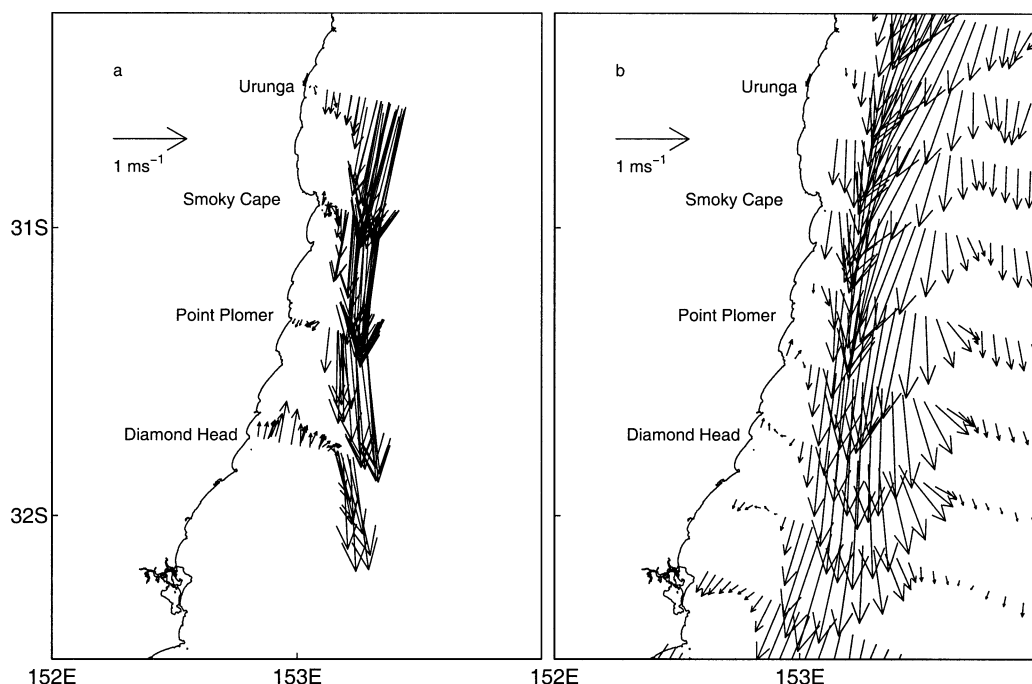 a
Urunga
1 ms⁻¹
Smoky Cape
31S
Point Plomer
Diamond Head
32S
152E
153E
b
Urunga
1 ms⁻¹
Smoky Cape
Point Plomer
Diamond Head
152E
153E